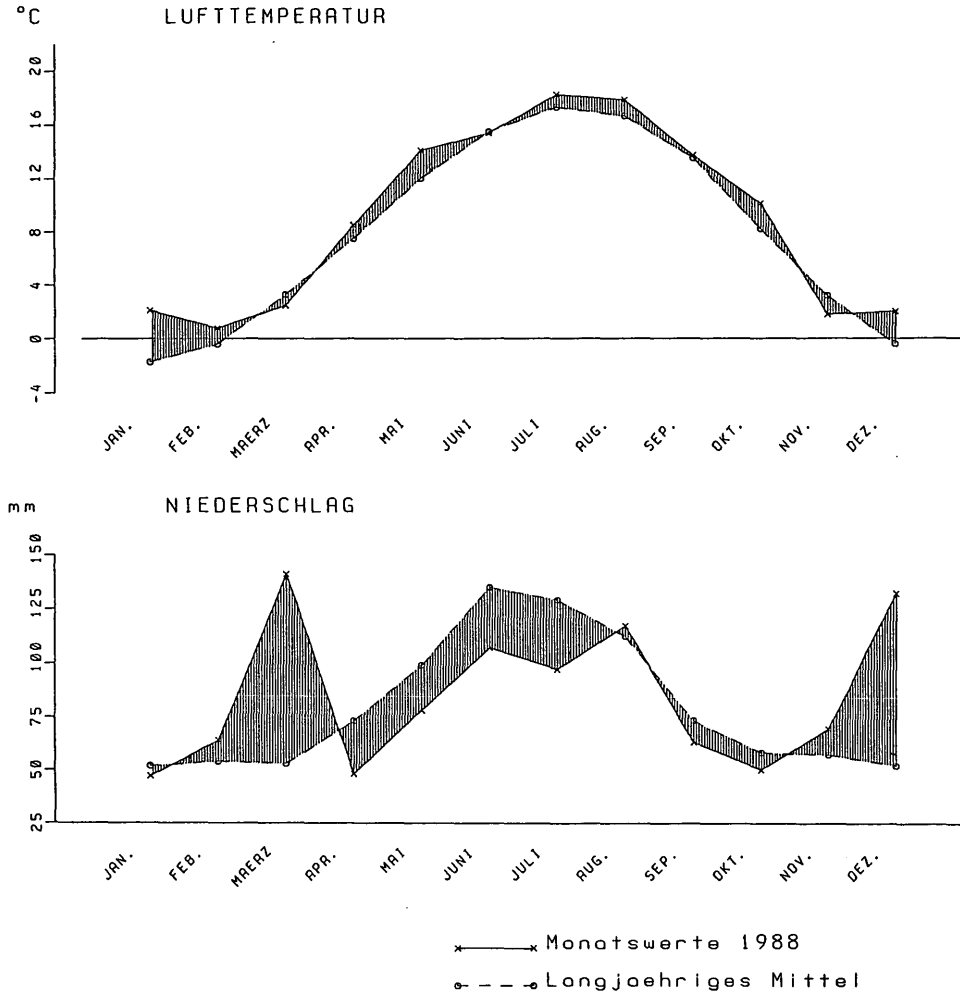 °C LUFTTEMPERATUR
20
16
12
8
4
0
-4
JAN. FEB. MAERZ APR. MAI JUNI JULI AUG. SEP. OKT. NOV. DEZ.
mm NIEDERSCHLAG
150
125
100
75
50
25
JAN. FEB. MAERZ APR. MAI JUNI JULI AUG. SEP. OKT. NOV. DEZ.
Monatswerte 1988
Langjaehriges Mittel